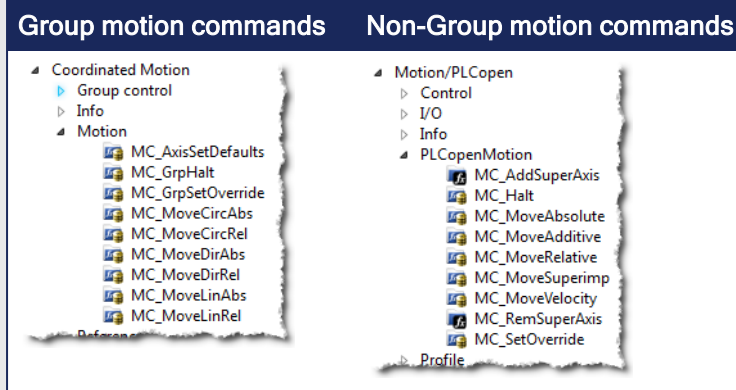 Group motion commands
Coordinated Motion
Group control
Info
Motion
MC_AxisSetDefaults
MC_GrpHalt
MC_GrpSetOverride
MC_MoveCircAbs
MC_MoveCircRel
MC_MoveDirAbs
MC_MoveDirRel
MC_MoveLinAbs
MC_MoveLinRel
Non-Group motion commands
Motion/PLCopen
Control
I/O
Info
PLCopenMotion
MC_AddSuperAxis
MC_Halt
MC_MoveAbsolute
MC_MoveAdditive
MC_MoveRelative
MC_MoveSuperimp
MC_MoveVelocity
MC_RemSuperAxis
MC_SetOverride
Profile